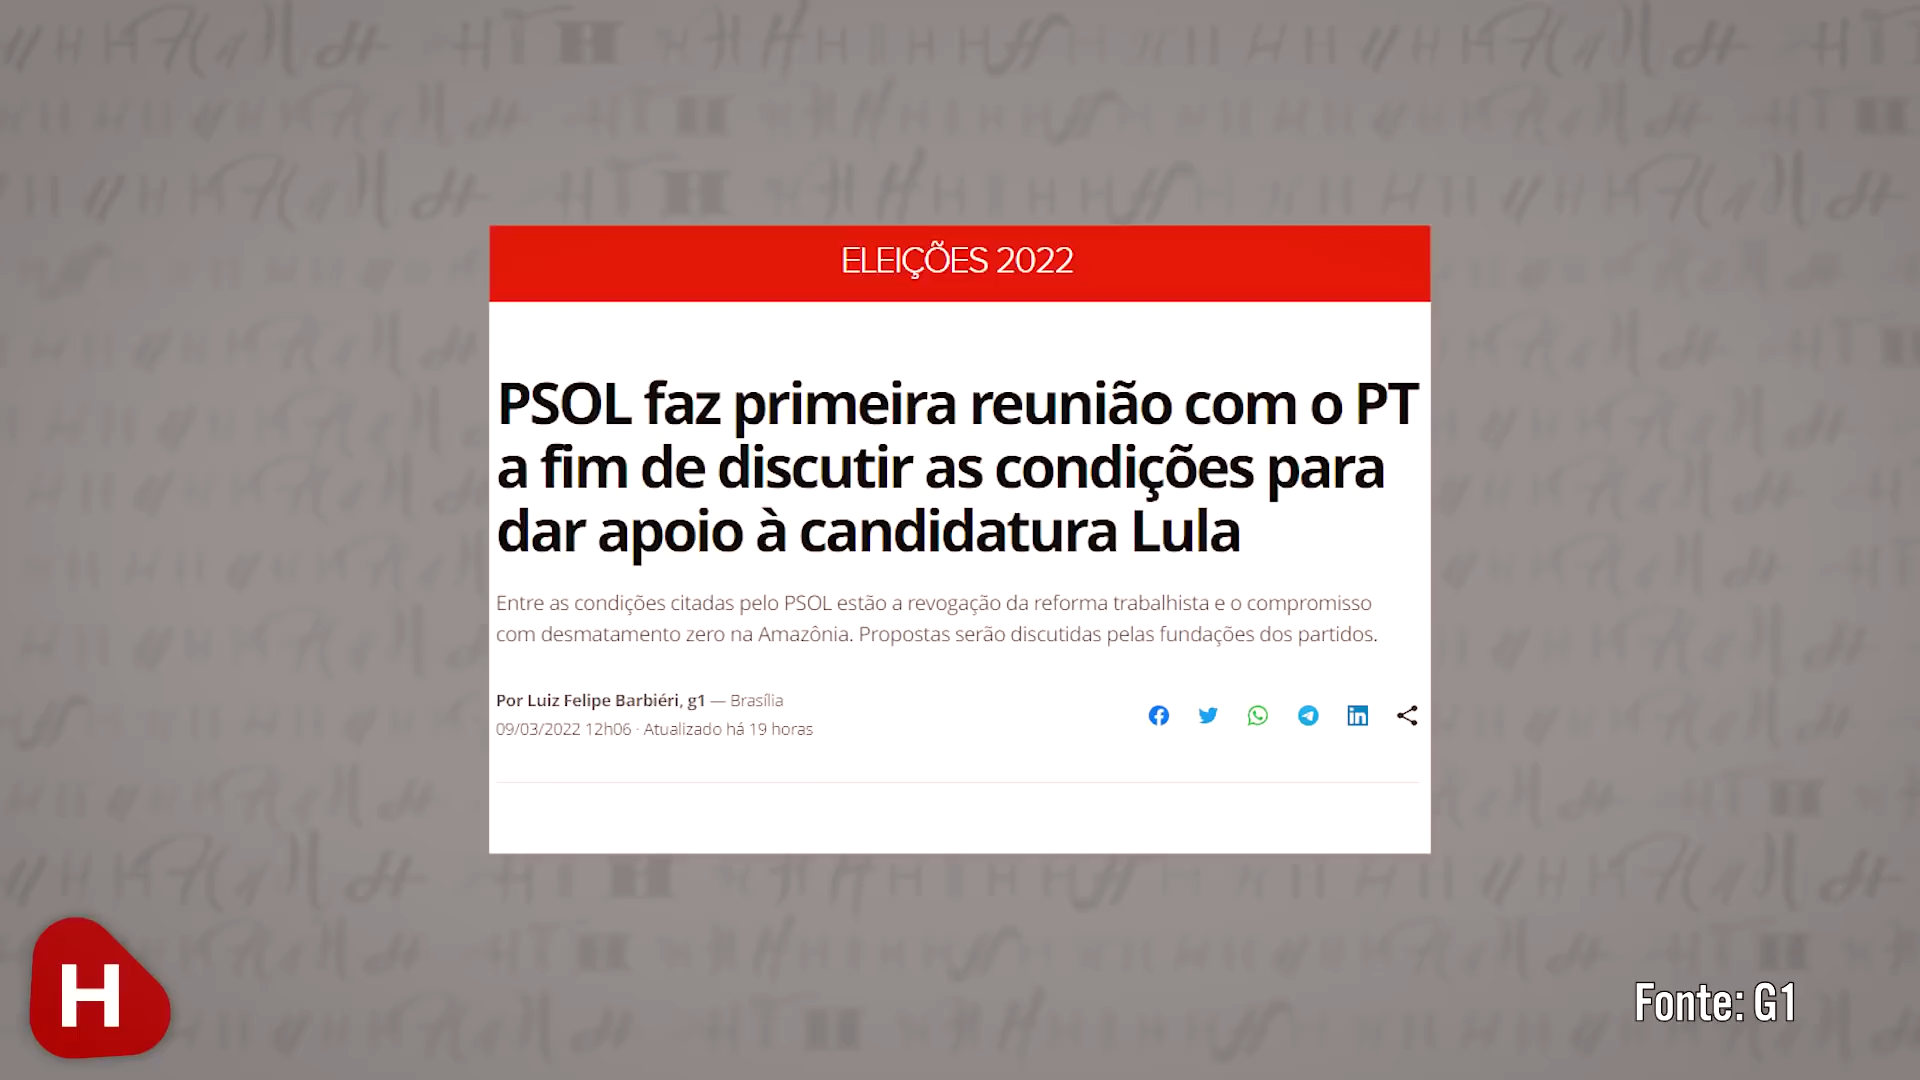 ELEIÇÕES 2022
PSOL faz primeira reunião com o PT
a fim de discutir as condições para
dar apoio à candidatura Lula
Entre as condições citadas pelo PSOL estão a revogação da reforma trabalhista e o compromisso
com desmatamento zero na Amazônia. Propostas serão discutidas pelas fundações dos partidos.
Por Luiz Felipe Barbiéri, g1 — Brasília
09/03/2022 12h06 · Atualizado há 19 horas
H
Fonte: G1